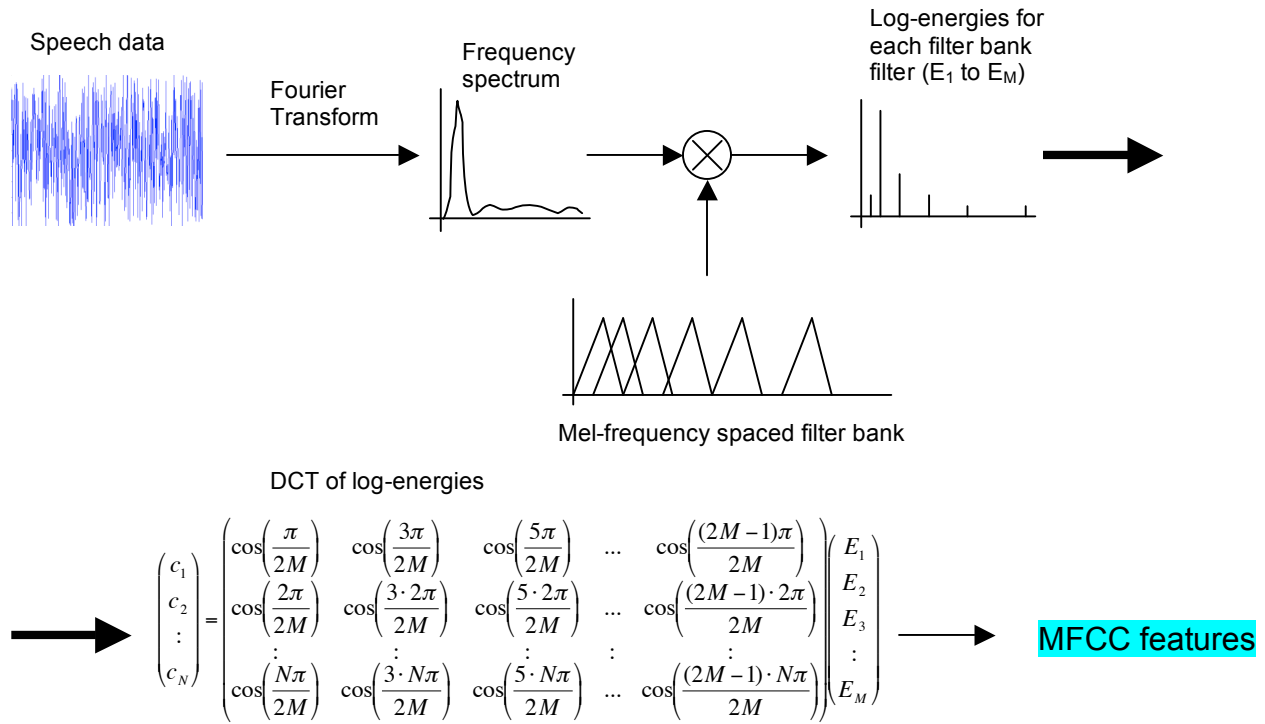 Speech data
Fourier
Transform
Frequency
spectrum
Log-energies for
each filter bank
filter (E₁ to E_M)
Mel-frequency spaced filter bank
DCT of log-energies
(c₁ c₂ : c_N) =
cos(π/2M) cos(3π/2M) cos(5π/2M) ... cos((2M−1)π/2M)
cos(2π/2M) cos(3·2π/2M) cos(5·2π/2M) ... cos((2M−1)·2π/2M)
: : : : :
cos(Nπ/2M) cos(3·Nπ/2M) cos(5·Nπ/2M) ... cos((2M−1)·Nπ/2M)
(E₁ E₂ E₃ : E_M)
MFCC features